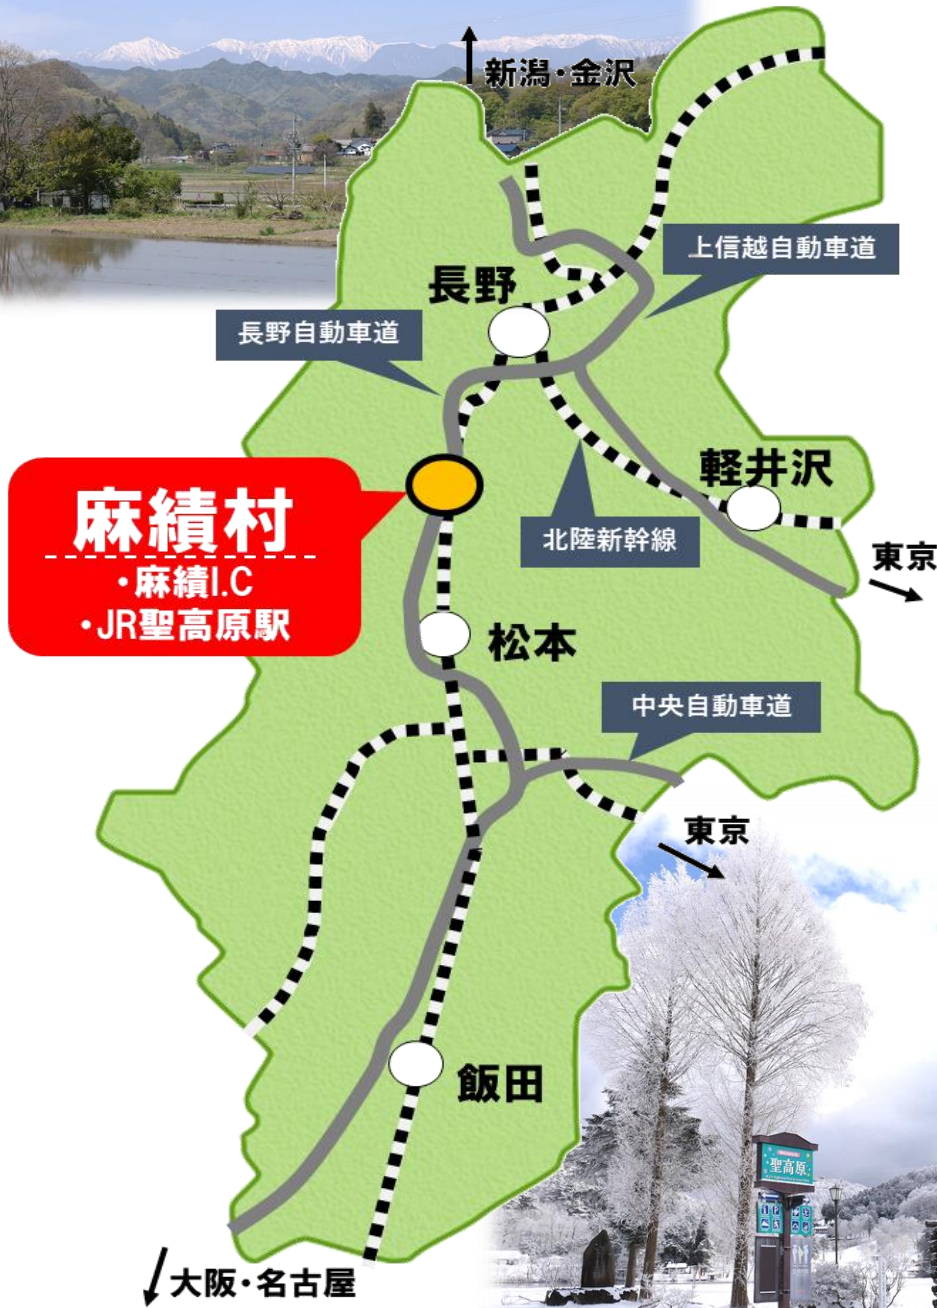 新潟・金沢
上信越自動車道
長野
長野自動車道
軽井沢
麻績村
・麻績I.C
・JR聖高原駅
北陸新幹線
東京
松本
中央自動車道
東京
飯田
聖高原
大阪・名古屋